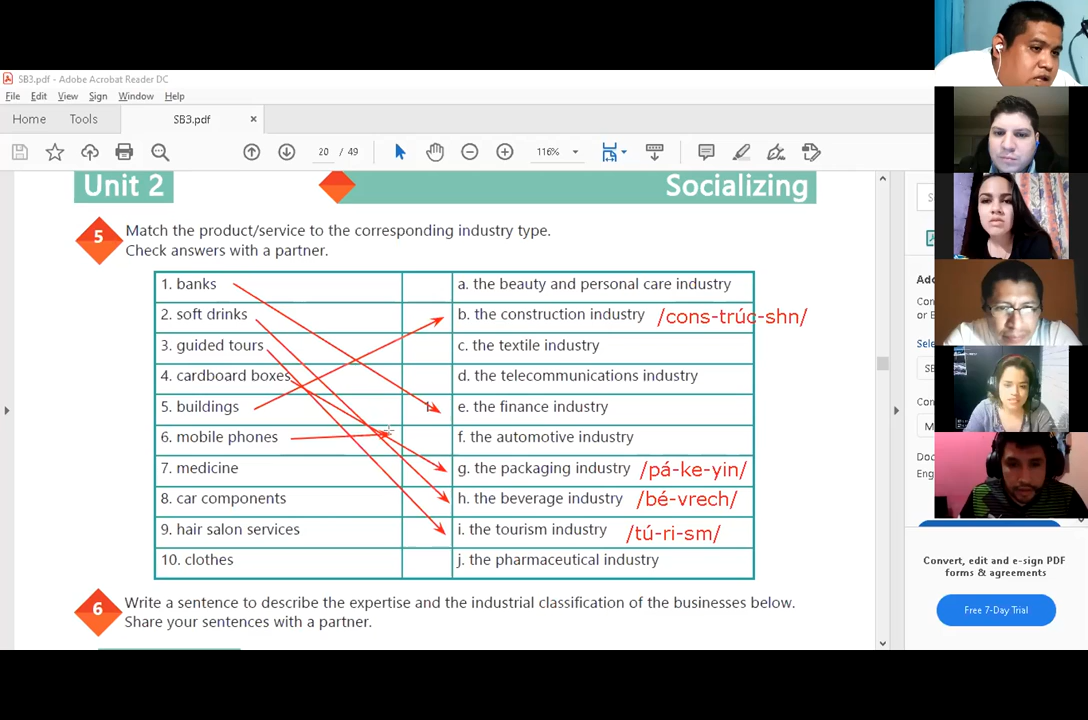 SB3.pdf - Adobe Acrobat Reader DC
File Edit View Sign Window Help
Home Tools SB3.pdf ×
20 / 49 116%
Unit 2 Socializing
5 Match the product/service to the corresponding industry type.
Check answers with a partner.
1. banks a. the beauty and personal care industry
2. soft drinks b. the construction industry /cons-trúc-shn/
3. guided tours c. the textile industry
4. cardboard boxes d. the telecommunications industry
5. buildings 1 e. the finance industry
6. mobile phones f. the automotive industry
7. medicine g. the packaging industry /pá-ke-yin/
8. car components h. the beverage industry /bé-vrech/
9. hair salon services i. the tourism industry /tú-ri-sm/
10. clothes j. the pharmaceutical industry
6 Write a sentence to describe the expertise and the industrial classification of the businesses below.
Share your sentences with a partner.
Convert, edit and e-sign PDF
forms & agreements
Free 7-Day Trial